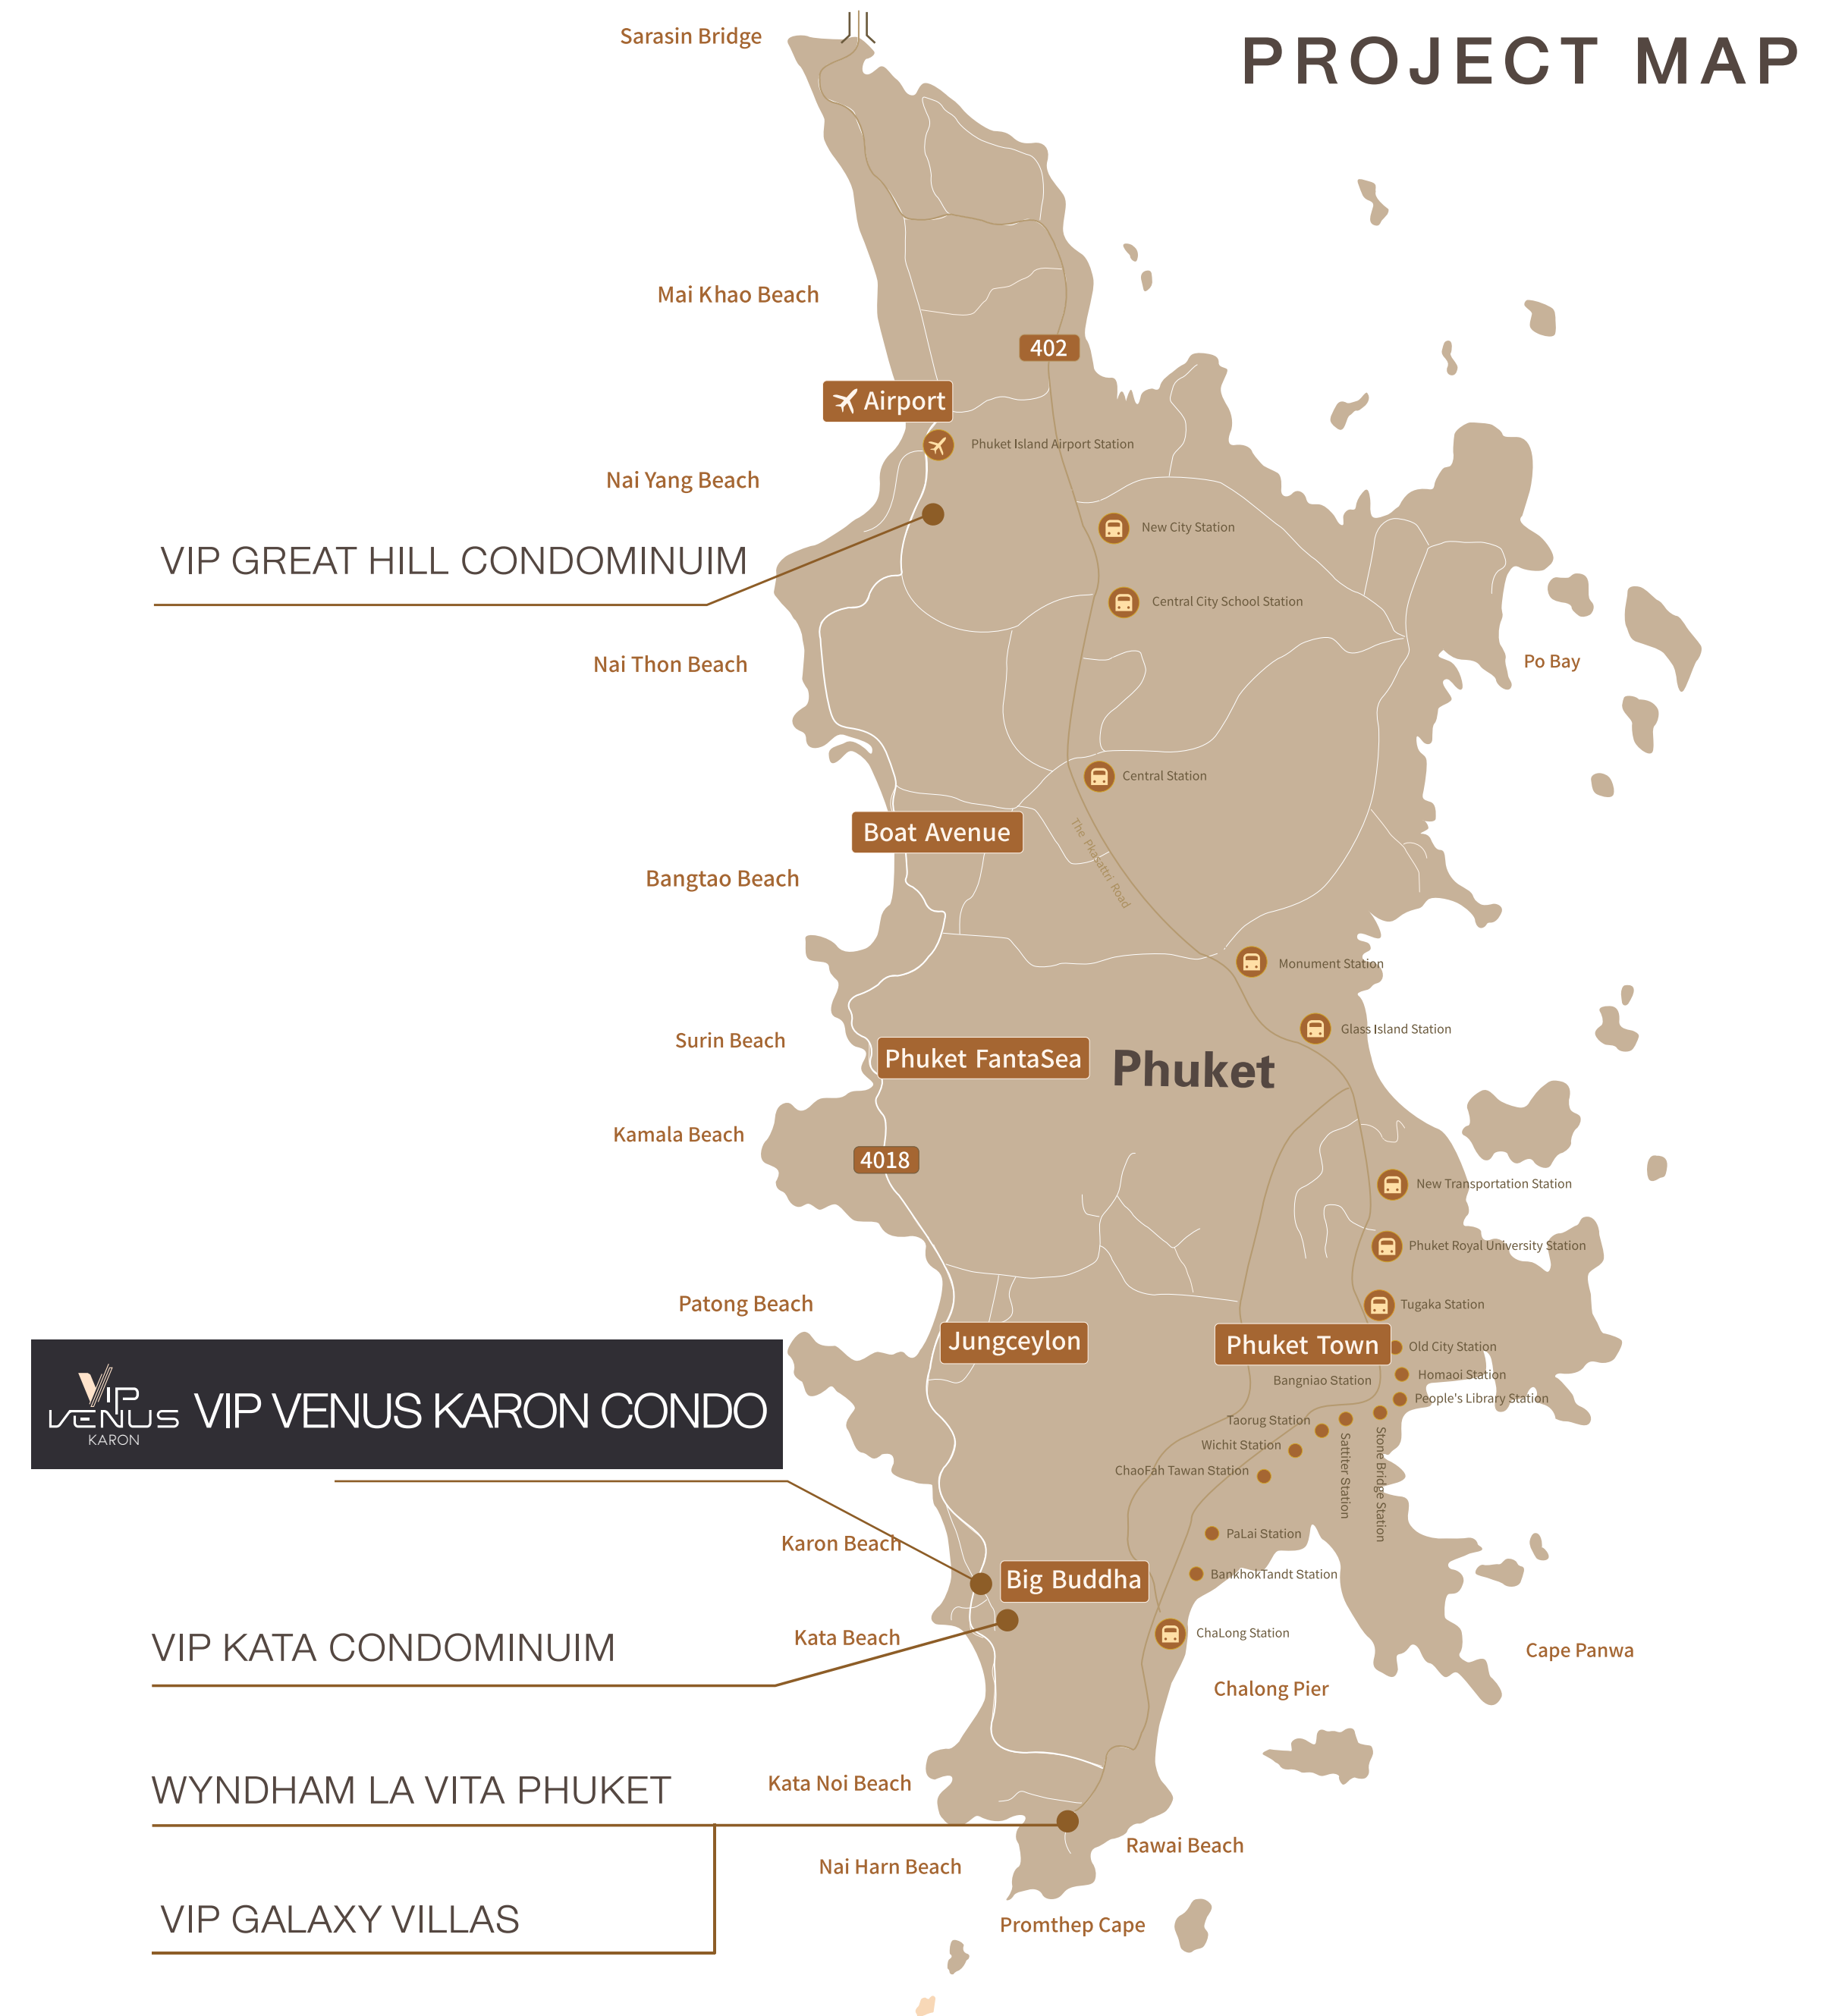 PROJECT MAP
Sarasin Bridge
Mai Khao Beach
402
Airport
Phuket Island Airport Station
Nai Yang Beach
New City Station
VIP GREAT HILL CONDOMINUIM
Central City School Station
Nai Thon Beach
Po Bay
Central Station
Boat Avenue
The Pkasattri Road
Bangtao Beach
Monument Station
Glass Island Station
Surin Beach
Phuket FantaSea
Phuket
Kamala Beach
4018
New Transportation Station
Phuket Royal University Station
Patong Beach
Tugaka Station
Jungceylon
Phuket Town
Old City Station
Homaoi Station
Bangniao Station
People's Library Station
VIP
VENUS
KARON
VIP VENUS KARON CONDO
Taorug Station
Wichit Station
Sattiter Station
Stone Bridge Station
ChaoFah Tawan Station
PaLai Station
Karon Beach
BankhokTandt Station
Big Buddha
ChaLong Station
Kata Beach
VIP KATA CONDOMINUIM
Cape Panwa
Chalong Pier
Kata Noi Beach
WYNDHAM LA VITA PHUKET
Rawai Beach
Nai Harn Beach
VIP GALAXY VILLAS
Promthep Cape